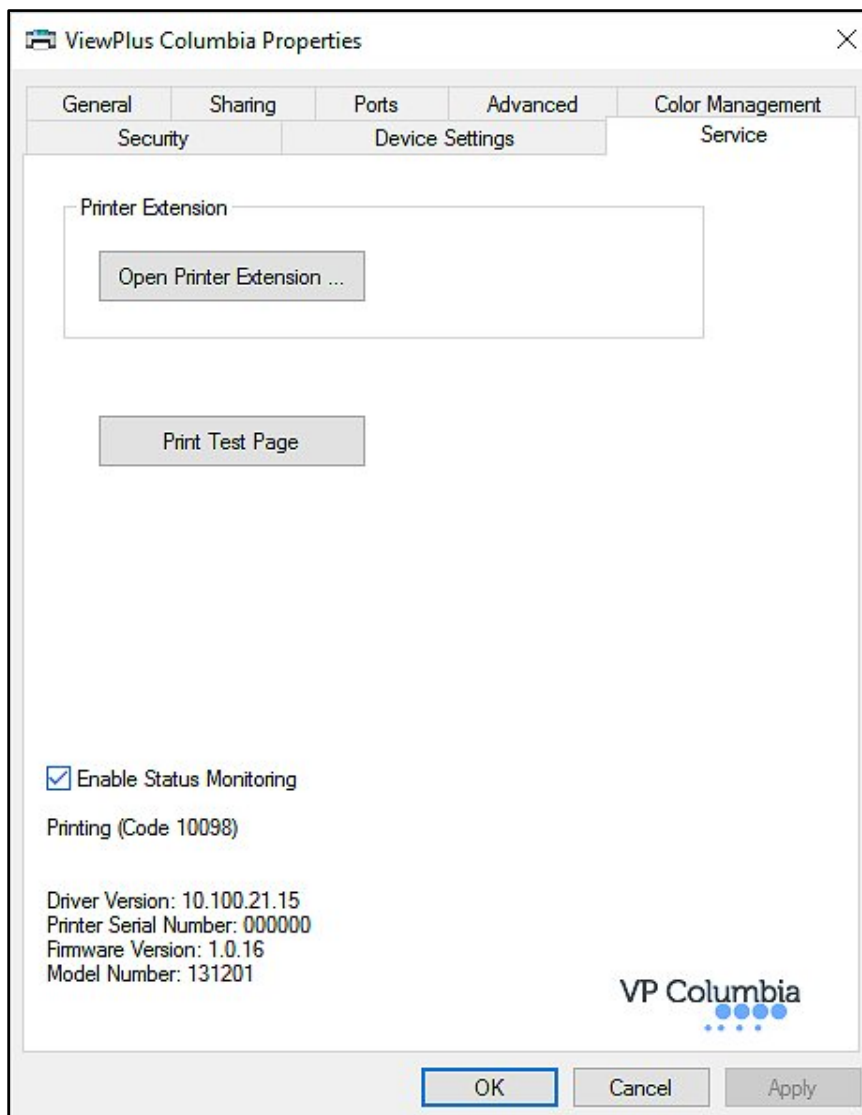 ViewPlus Columbia Properties
General Sharing Ports Advanced Color Management
Security Device Settings Service
Printer Extension
Open Printer Extension ...
Print Test Page
Enable Status Monitoring
Printing (Code 10098)
Driver Version: 10.100.21.15
Printer Serial Number: 000000
Firmware Version: 1.0.16
Model Number: 131201
VP Columbia
OK Cancel Apply